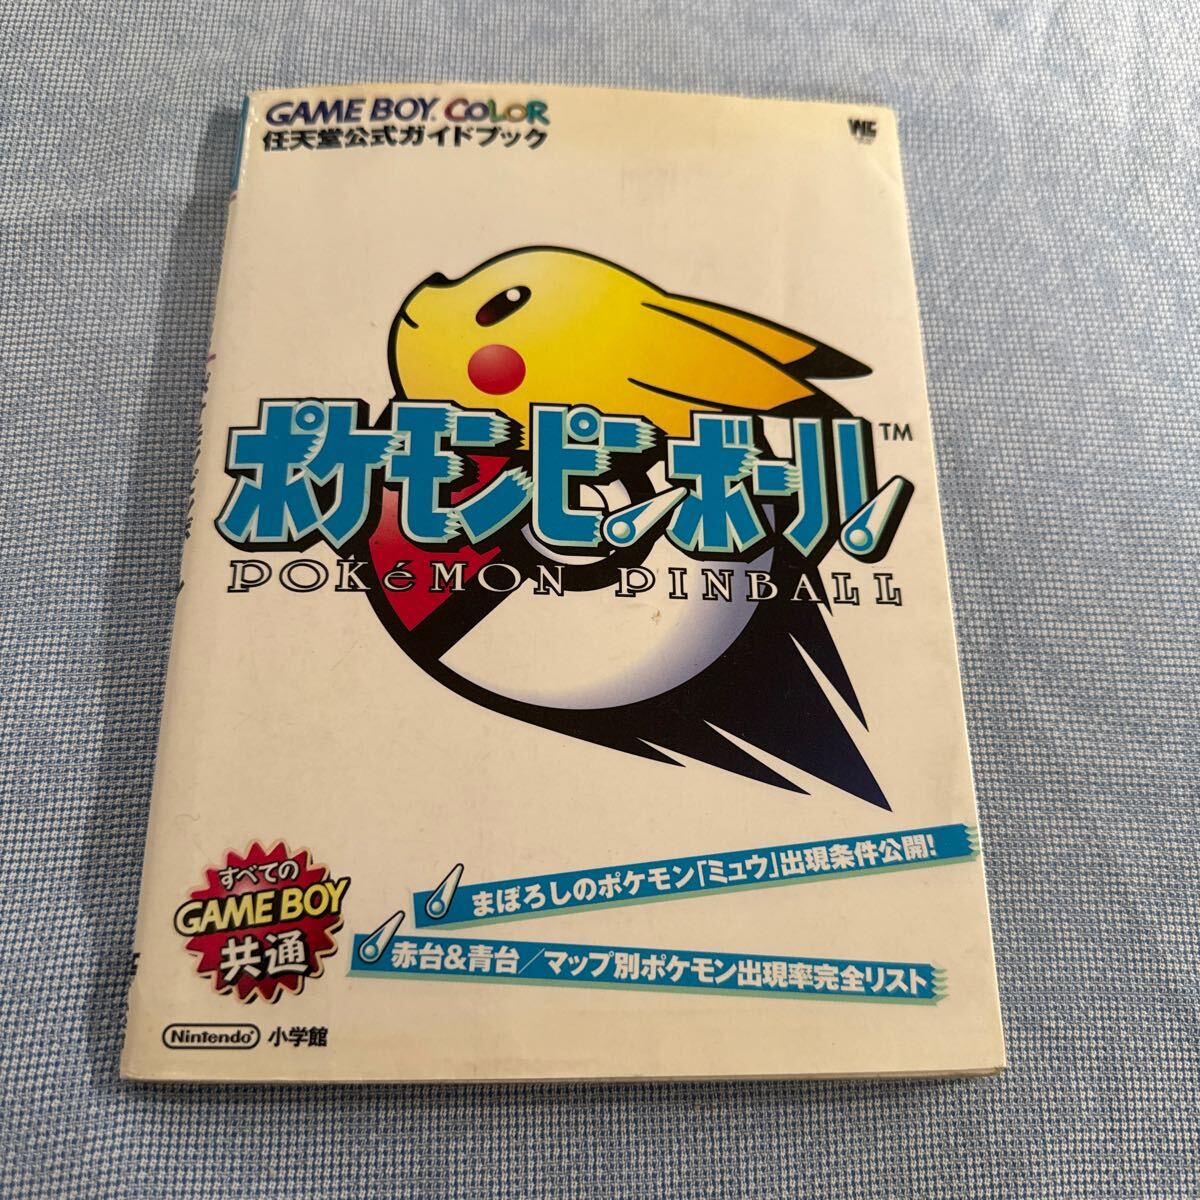 GAME BOY COLOR
任天堂公式ガイドブック
ポケモンピンボール™
POKéMON PINBALL
まぼろしのポケモン「ミュウ」出現条件公開!
赤台&青台/マップ別ポケモン出現率完全リスト
すべての
GAME BOY
共通
Nintendo 小学館